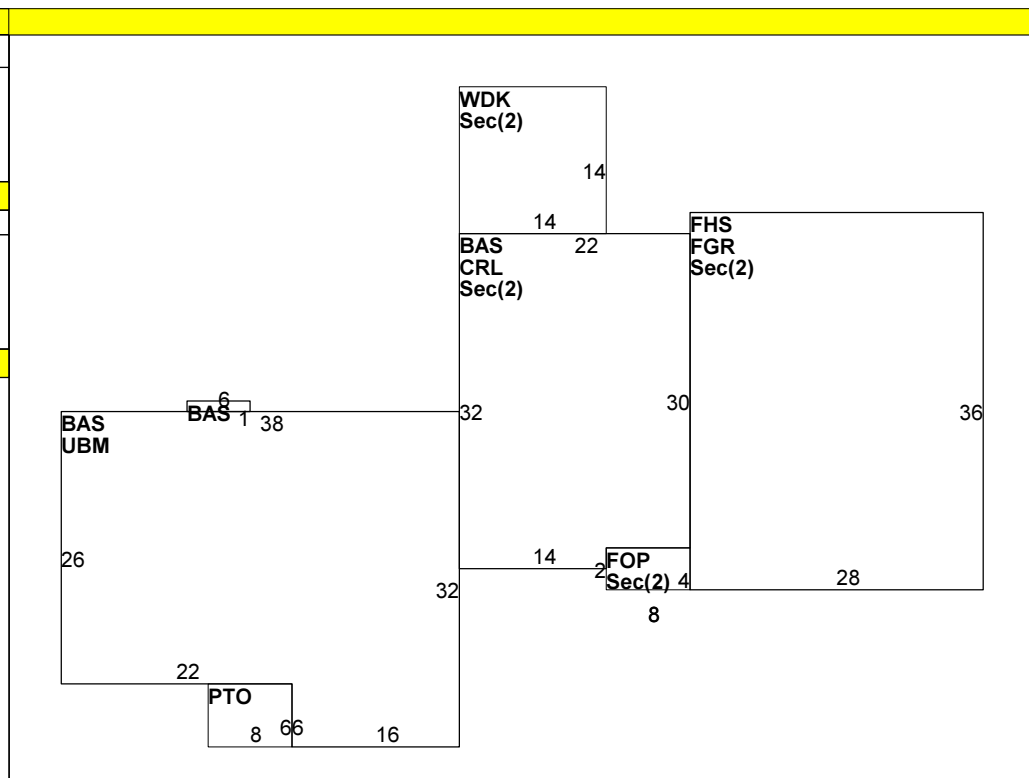 WDK
Sec(2)
14
14
22
BAS
CRL
Sec(2)
FHS
FGR
Sec(2)
6
BAS
1
38
32
30
36
BAS
UBM
26
14
2
FOP
Sec(2)
4
28
32
8
22
PTO
8
66
16